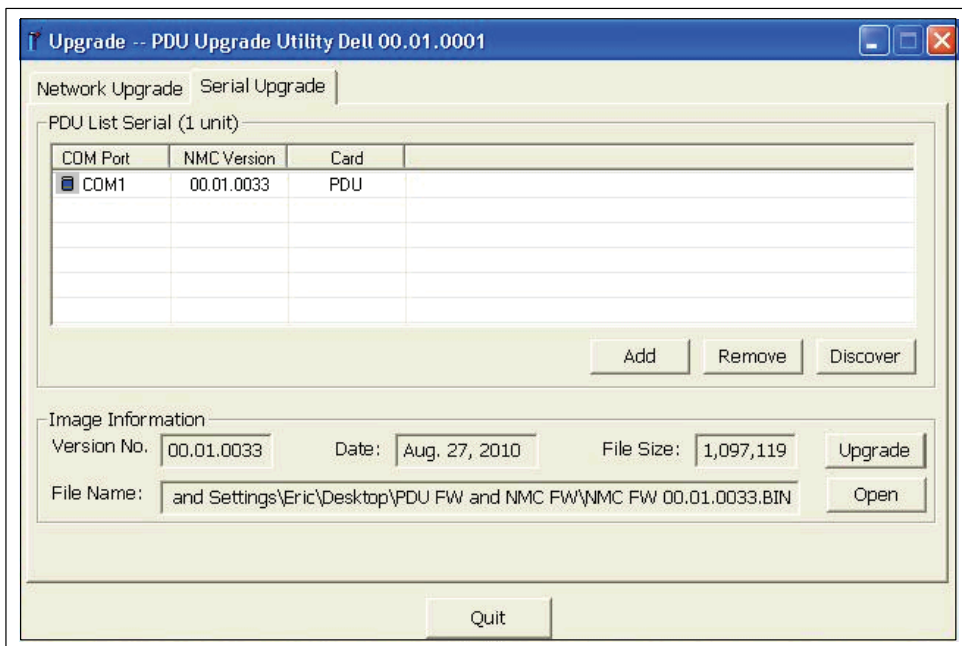 Upgrade -- PDU Upgrade Utility Dell 00.01.0001
Network Upgrade Serial Upgrade
PDU List Serial (1 unit)
COM Port NMC Version Card
COM1 00.01.0033 PDU
Add Remove Discover
Image Information
Version No. 00.01.0033 Date: Aug. 27, 2010 File Size: 1,097,119 Upgrade
File Name: and Settings\Eric\Desktop\PDU FW and NMC FW\NMC FW 00.01.0033.BIN Open
Quit